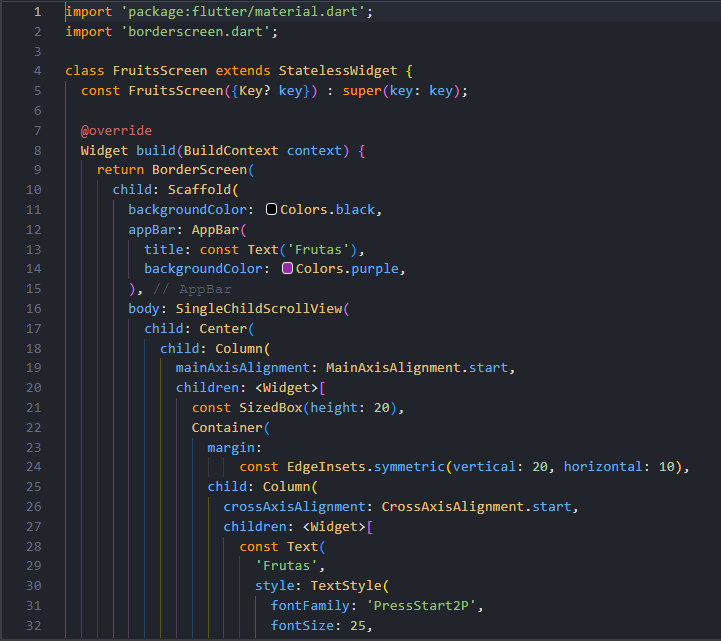 1 import 'package:flutter/material.dart';
2 import 'borderscreen.dart';
3
4 class FruitsScreen extends StatelessWidget {
5   const FruitsScreen({Key? key}) : super(key: key);
6
7   @override
8   Widget build(BuildContext context) {
9     return BorderScreen(
10       child: Scaffold(
11         backgroundColor: Colors.black,
12         appBar: AppBar(
13           title: const Text('Frutas'),
14           backgroundColor: Colors.purple,
15         ), // AppBar
16         body: SingleChildScrollView(
17           child: Center(
18             child: Column(
19               mainAxisAlignment: MainAxisAlignment.start,
20               children: <Widget>[
21                 const SizedBox(height: 20),
22                 Container(
23                   margin:
24                       const EdgeInsets.symmetric(vertical: 20, horizontal: 10),
25                   child: Column(
26                     crossAxisAlignment: CrossAxisAlignment.start,
27                     children: <Widget>[
28                       const Text(
29                         'Frutas',
30                         style: TextStyle(
31                           fontFamily: 'PressStart2P',
32                           fontSize: 25,